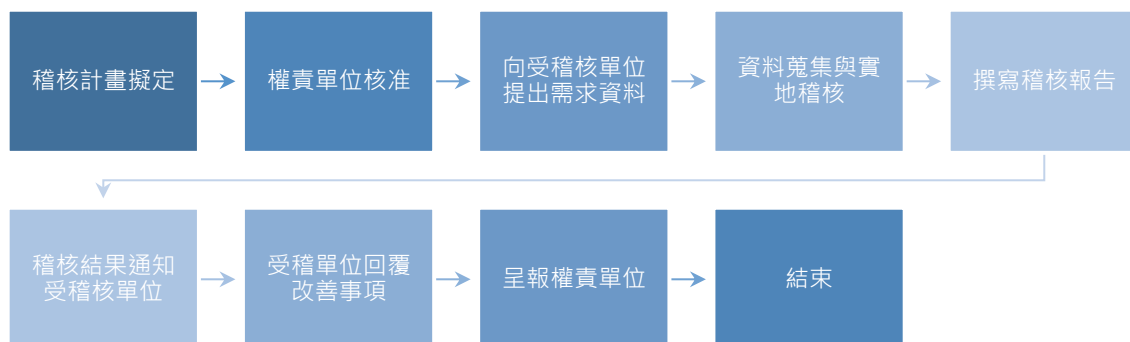 稽核計畫擬定
權責單位核准
向受稽核單位
提出需求資料
資料蒐集與實
地稽核
撰寫稽核報告
稽核結果通知
受稽核單位
受稽單位回覆
改善事項
呈報權責單位
結束